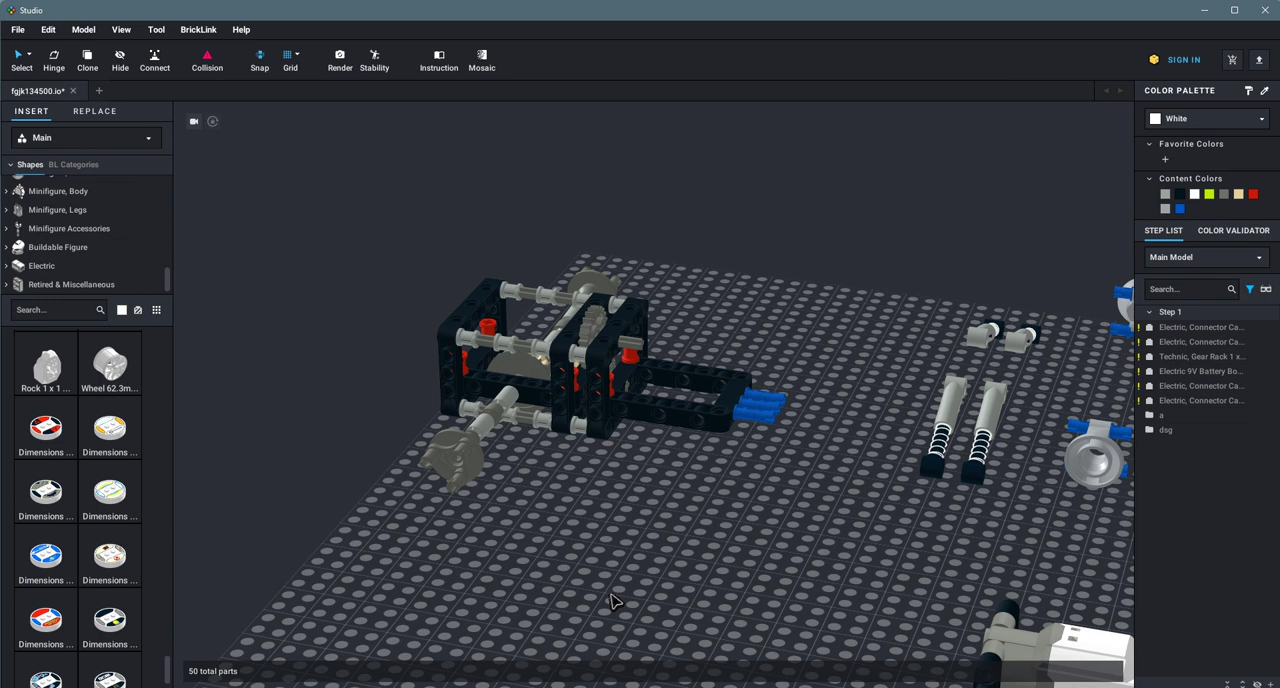 Studio
File Edit Model View Tool BrickLink Help
Select Hinge Clone Hide Connect Collision Snap Grid Render Stability Instruction Mosaic
SIGN IN
fgjk134500.io*
INSERT REPLACE
Main
Shapes BL Categories
Minifigure, Body
Minifigure, Legs
Minifigure Accessories
Buildable Figure
Electric
Retired & Miscellaneous
Search...
Rock 1 x 1 ... Wheel 62.3m...
Dimensions ... Dimensions ...
Dimensions ... Dimensions ...
Dimensions ... Dimensions ...
Dimensions ... Dimensions ...
50 total parts
COLOR PALETTE
White
Favorite Colors
Content Colors
STEP LIST COLOR VALIDATOR
Main Model
Search...
Step 1
Electric, Connector Ca...
Electric, Connector Ca...
Technic, Gear Rack 1 x...
Electric 9V Battery Bo...
Electric, Connector Ca...
Electric, Connector Ca...
a
dsg